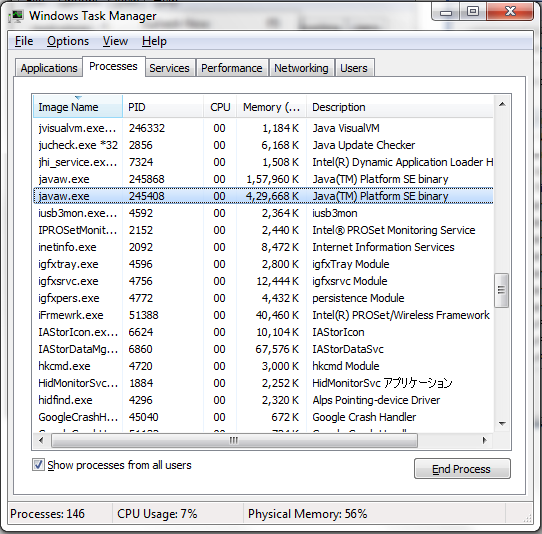 Windows Task Manager
File Options View Help
Applications Processes Services Performance Networking Users
Image Name PID CPU Memory (... Description
jvisualvm.exe... 246332 00 1,184 K Java VisualVM
jucheck.exe *32 2856 00 6,168 K Java Update Checker
jhi_service.ex... 7324 00 1,508 K Intel(R) Dynamic Application Loader H
javaw.exe 245868 00 1,57,960 K Java(TM) Platform SE binary
javaw.exe 245408 00 4,29,668 K Java(TM) Platform SE binary
iusb3mon.exe... 4592 00 2,364 K iusb3mon
IPROSetMonit... 2152 00 2,440 K Intel® PROSet Monitoring Service
inetinfo.exe 2092 00 8,472 K Internet Information Services
igfxtray.exe 4596 00 2,800 K igfxTray Module
igfxsrvc.exe 4756 00 12,444 K igfxsrvc Module
igfxpers.exe 4772 00 4,432 K persistence Module
iFrmewrk.exe 51388 00 40,460 K Intel(R) PROSet/Wireless Framework
IAStorIcon.ex... 6624 00 10,104 K IAStorIcon
IAStorDataMg... 6860 00 67,576 K IAStorDataSvc
hkcmd.exe 4720 00 3,000 K hkcmd Module
HidMonitorSvc... 1884 00 2,252 K HidMonitorSvc アプリケーション
hidfind.exe 4296 00 2,320 K Alps Pointing-device Driver
GoogleCrashH... 45040 00 672 K Google Crash Handler
Show processes from all users
End Process
Processes: 146 CPU Usage: 7% Physical Memory: 56%